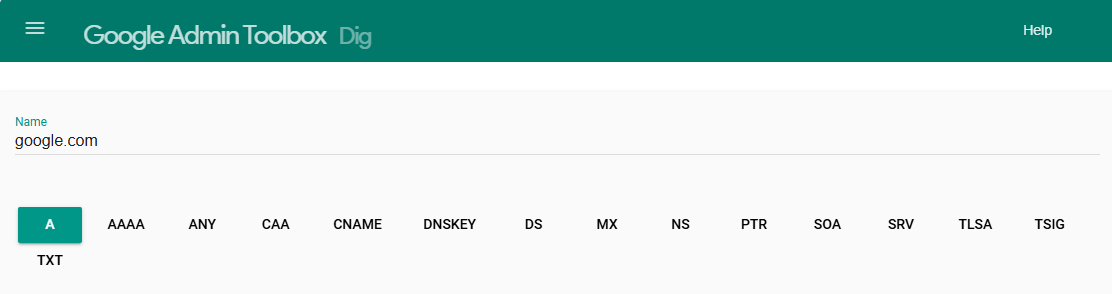 Google Admin Toolbox Dig Help
Name
google.com
A AAAA ANY CAA CNAME DNSKEY DS MX NS PTR SOA SRV TLSA TSIG
TXT